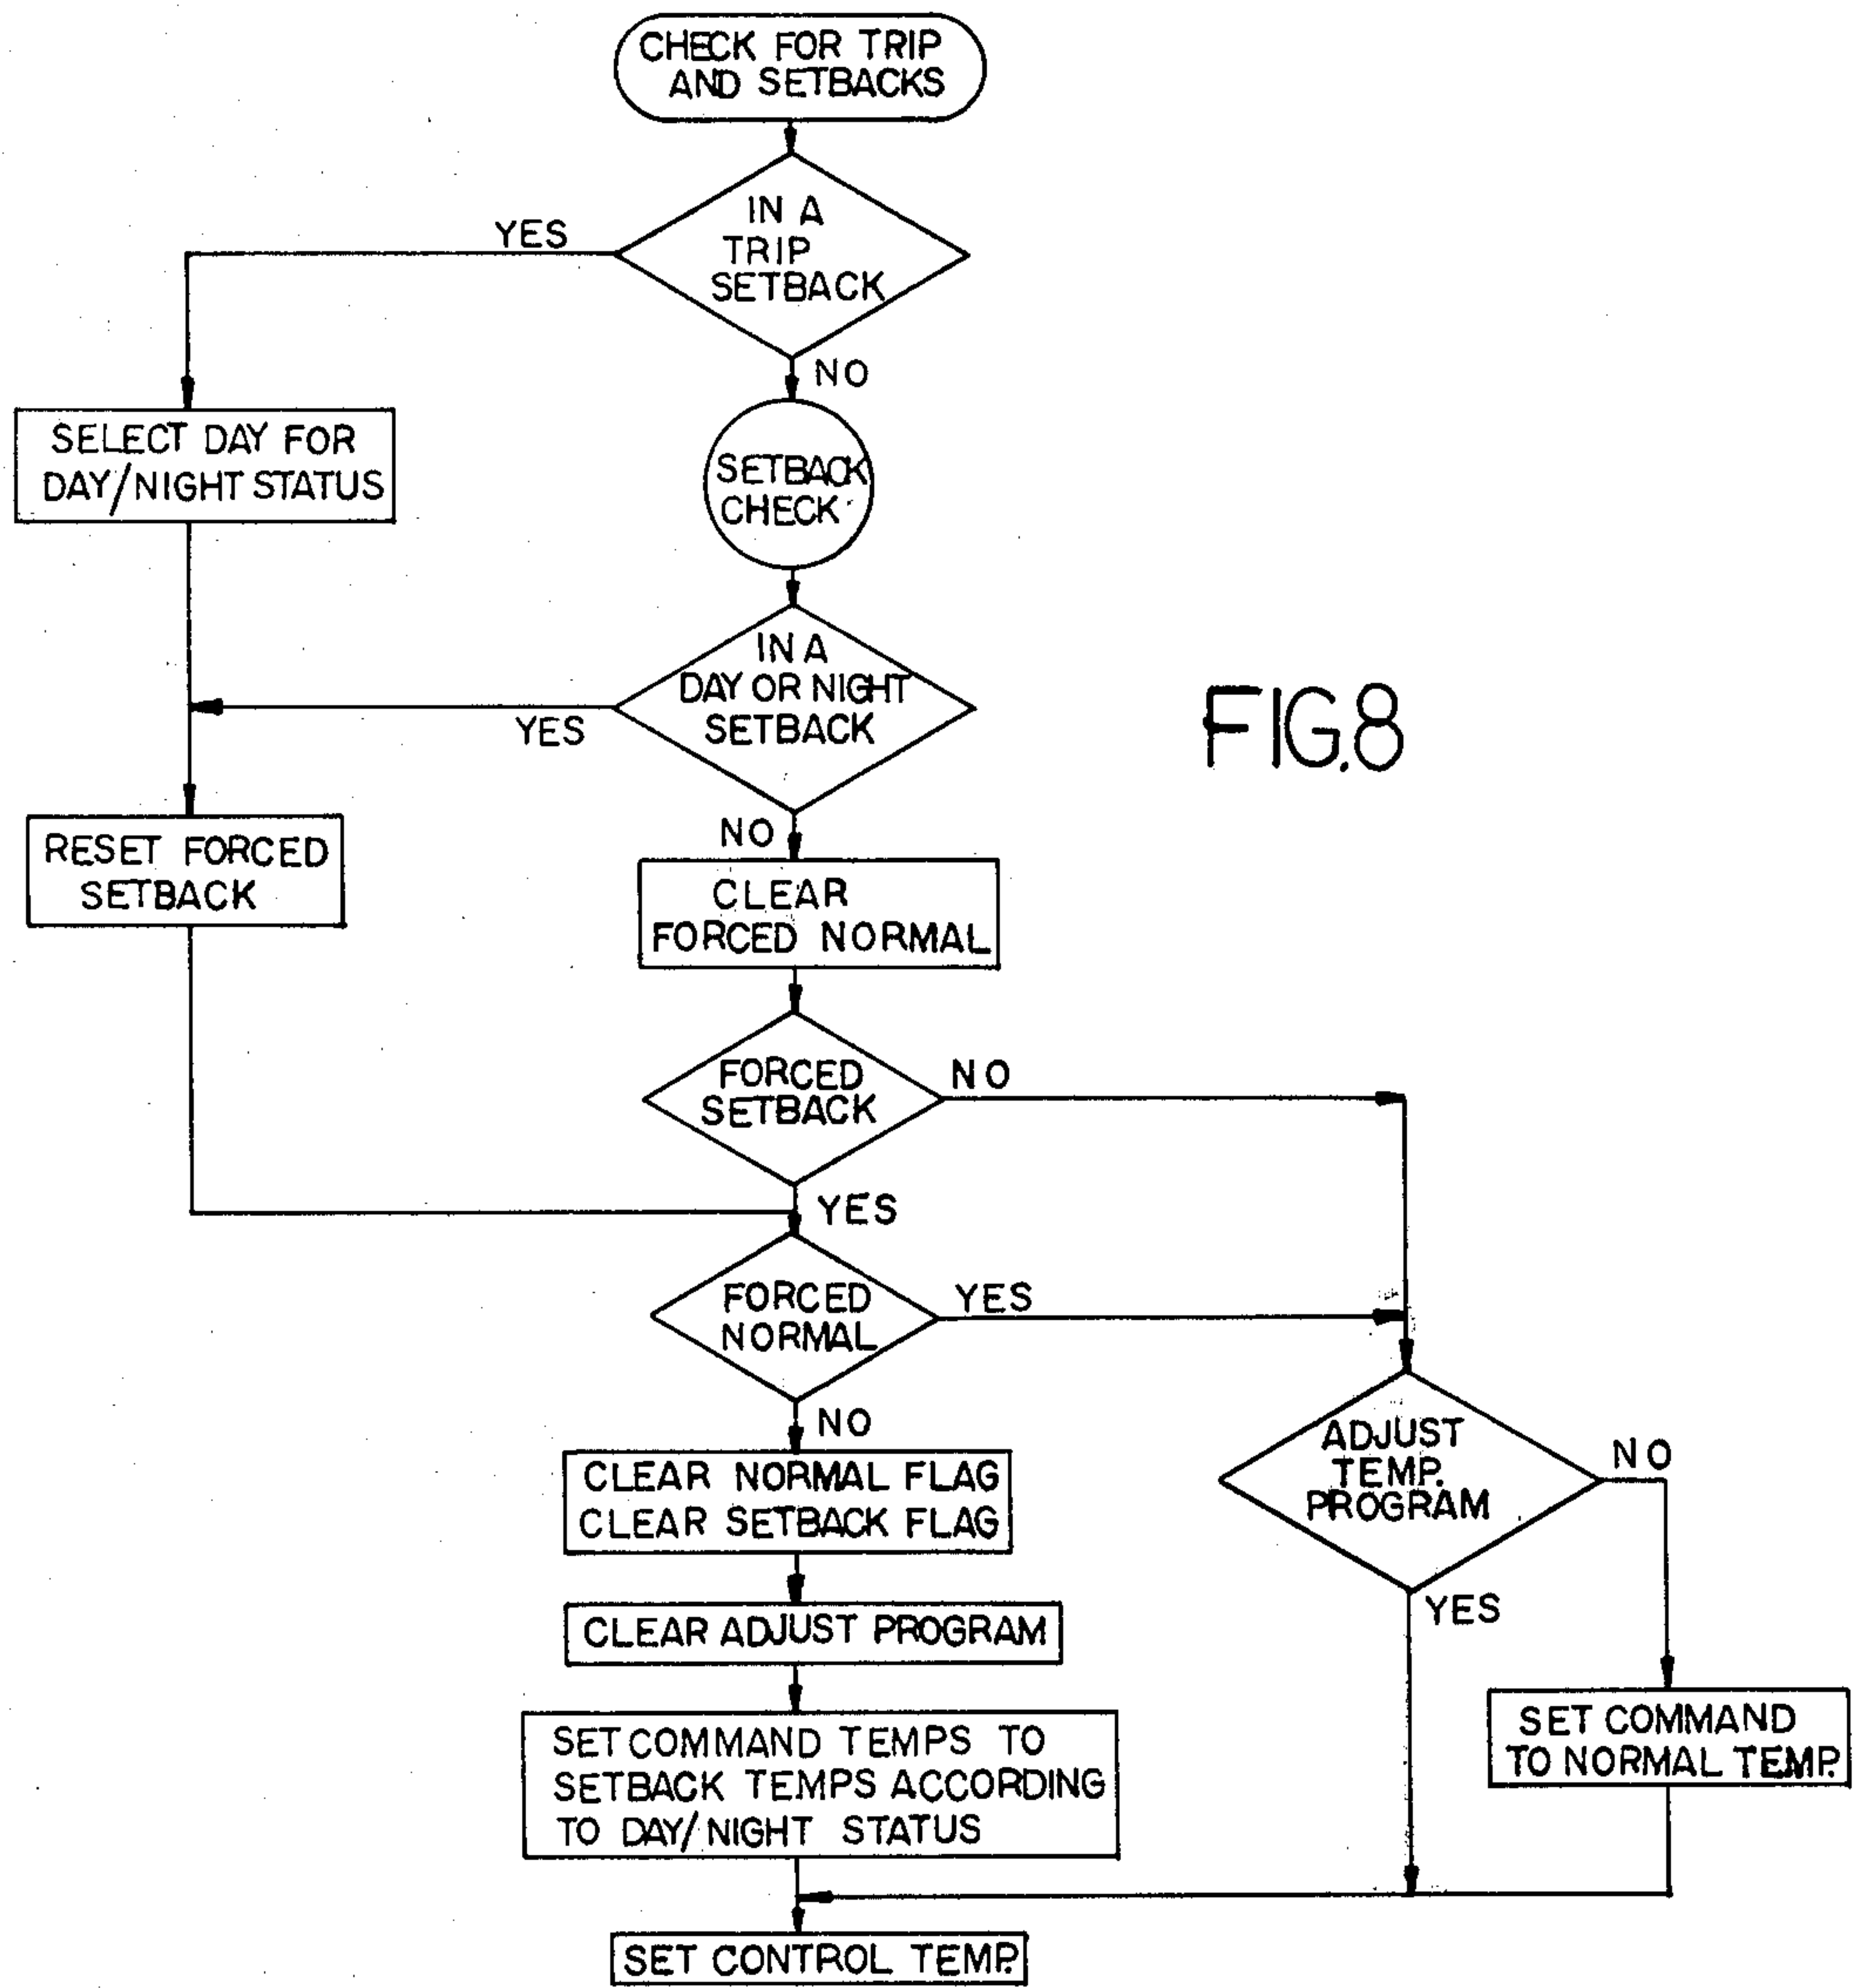 CHECK FOR TRIP
AND SETBACKS
IN A
TRIP
SETBACK
YES
NO
SELECT DAY FOR
DAY/NIGHT STATUS
SETBACK
CHECK
IN A
DAY OR NIGHT
SETBACK
YES
NO
FIG.8
RESET FORCED
SETBACK
CLEAR
FORCED NORMAL
FORCED
SETBACK
NO
YES
FORCED
NORMAL
YES
NO
ADJUST
TEMP.
PROGRAM
NO
YES
CLEAR NORMAL FLAG
CLEAR SETBACK FLAG
CLEAR ADJUST PROGRAM
SET COMMAND TEMPS TO
SETBACK TEMPS ACCORDING
TO DAY/NIGHT STATUS
SET COMMAND
TO NORMAL TEMP.
SET CONTROL TEMP.